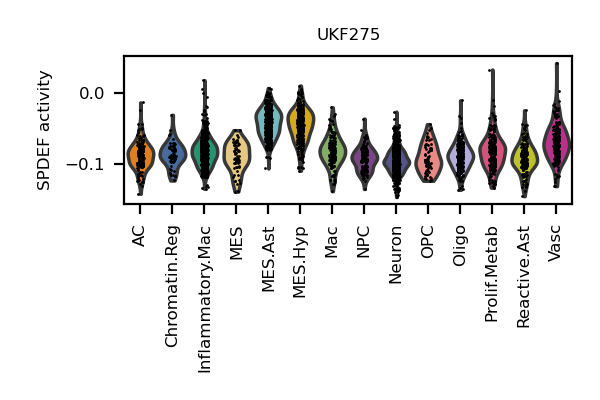 UKF275
SPDEF activity
0.0
−0.1
AC
Chromatin.Reg
Inflammatory.Mac
MES
MES.Ast
MES.Hyp
Mac
NPC
Neuron
OPC
Oligo
Prolif.Metab
Reactive.Ast
Vasc